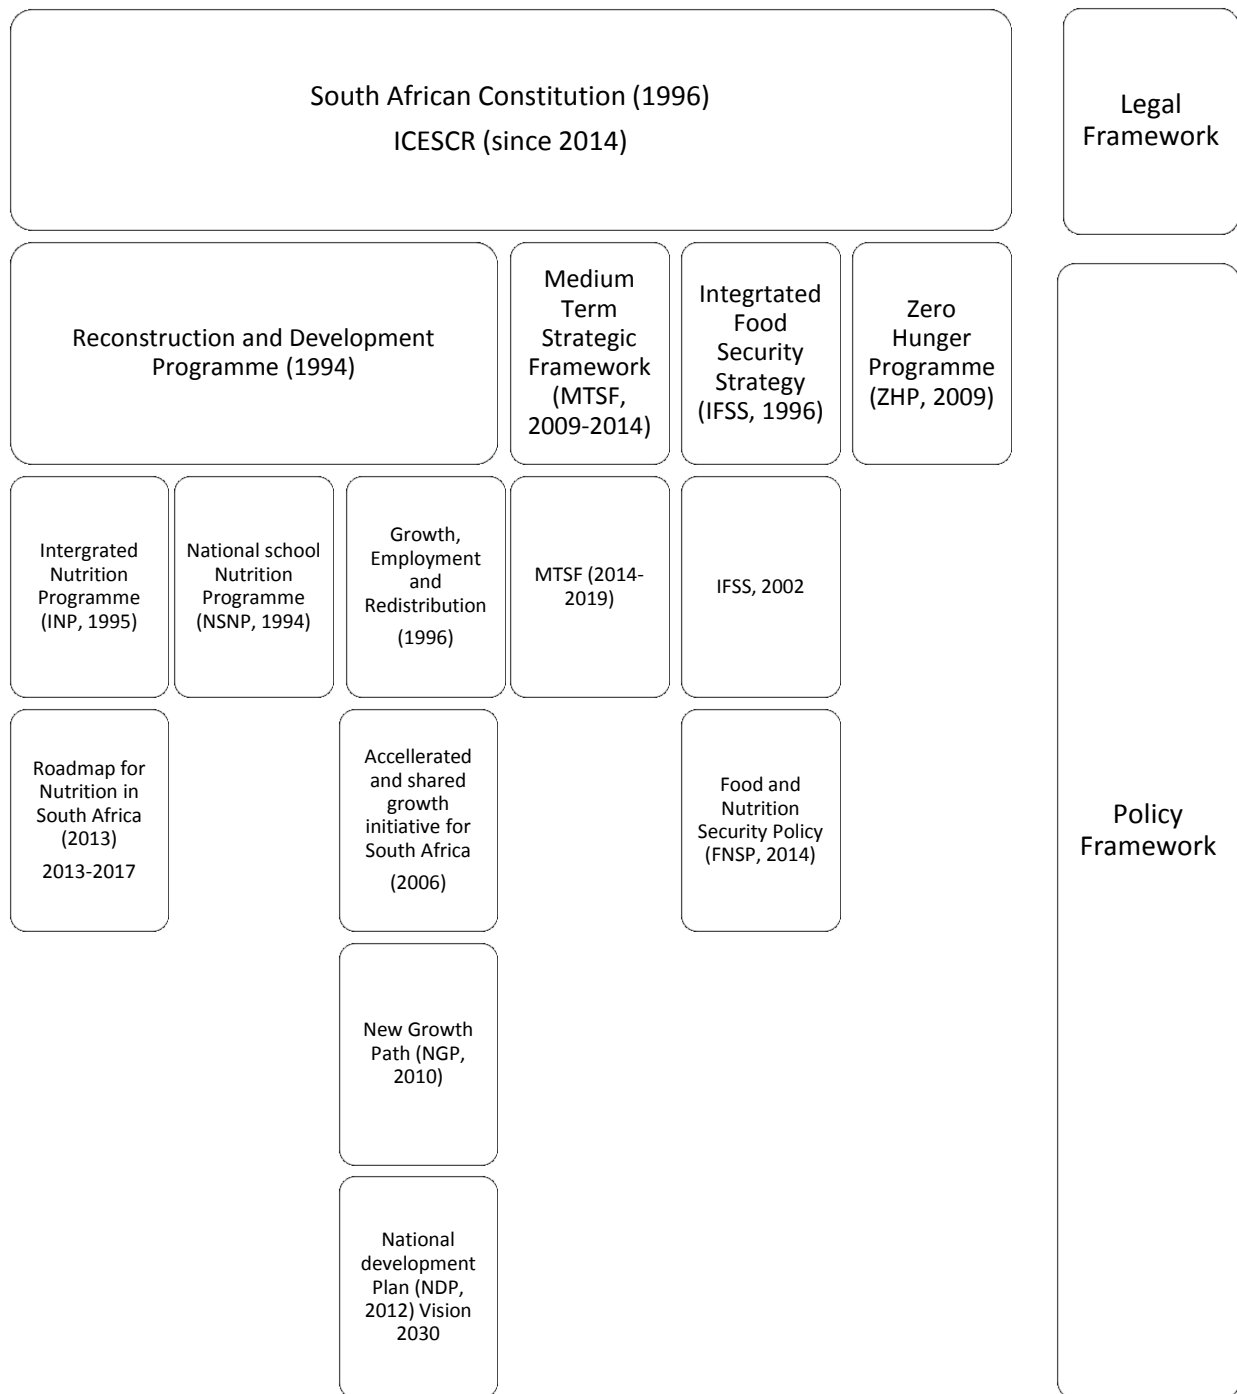 South African Constitution (1996)
ICESCR (since 2014)
Legal
Framework
Reconstruction and Development
Programme (1994)
Medium
Term
Strategic
Framework
(MTSF,
2009-2014)
Integrtated
Food
Security
Strategy
(IFSS, 1996)
Zero
Hunger
Programme
(ZHP, 2009)
Policy
Framework
Intergrated
Nutrition
Programme
(INP, 1995)
National school
Nutrition
Programme
(NSNP, 1994)
Growth,
Employment
and
Redistribution
(1996)
MTSF (2014-
2019)
IFSS, 2002
Roadmap for
Nutrition in
South Africa
(2013)
2013-2017
Accellerated
and shared
growth
initiative for
South Africa
(2006)
Food and
Nutrition
Security Policy
(FNSP, 2014)
New Growth
Path (NGP,
2010)
National
development
Plan (NDP,
2012) Vision
2030